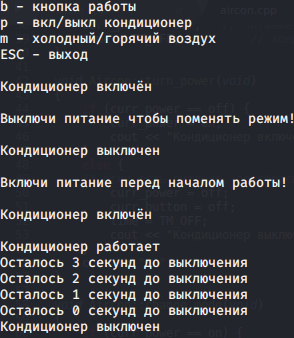 b - кнопка работы
p - вкл/выкл кондиционер
m - холодный/горячий воздух
ESC - выход
Кондиционер включён
Выключи питание чтобы поменять режим!
Кондиционер выключен
Включи питание перед началом работы!
Кондиционер включён
Кондиционер работает
Осталось 3 секунд до выключения
Осталось 2 секунд до выключения
Осталось 1 секунд до выключения
Осталось 0 секунд до выключения
Кондиционер выключен